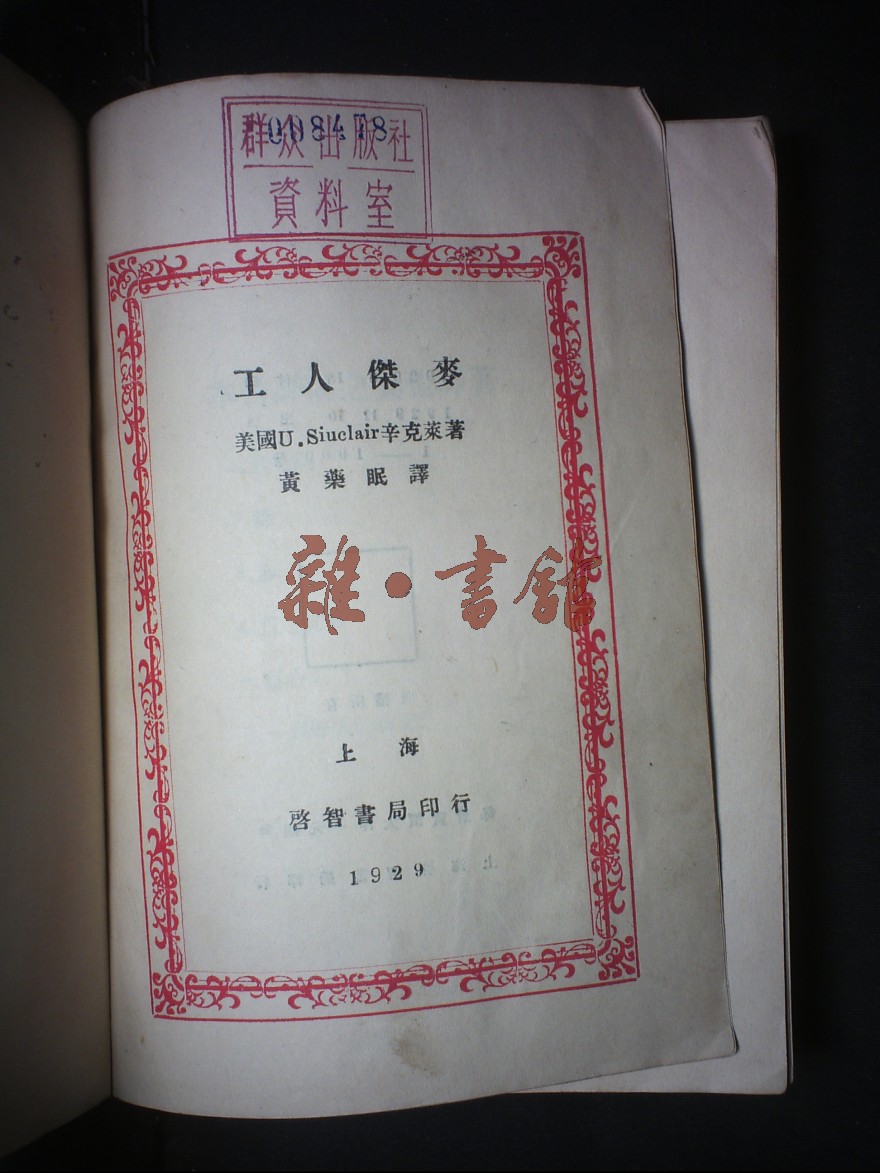 008478
群众出版社
資料室
工人傑麥
美國U.Siuclair辛克萊著
黃藥眠譯
雜·書館
上海
啓智書局印行
1929